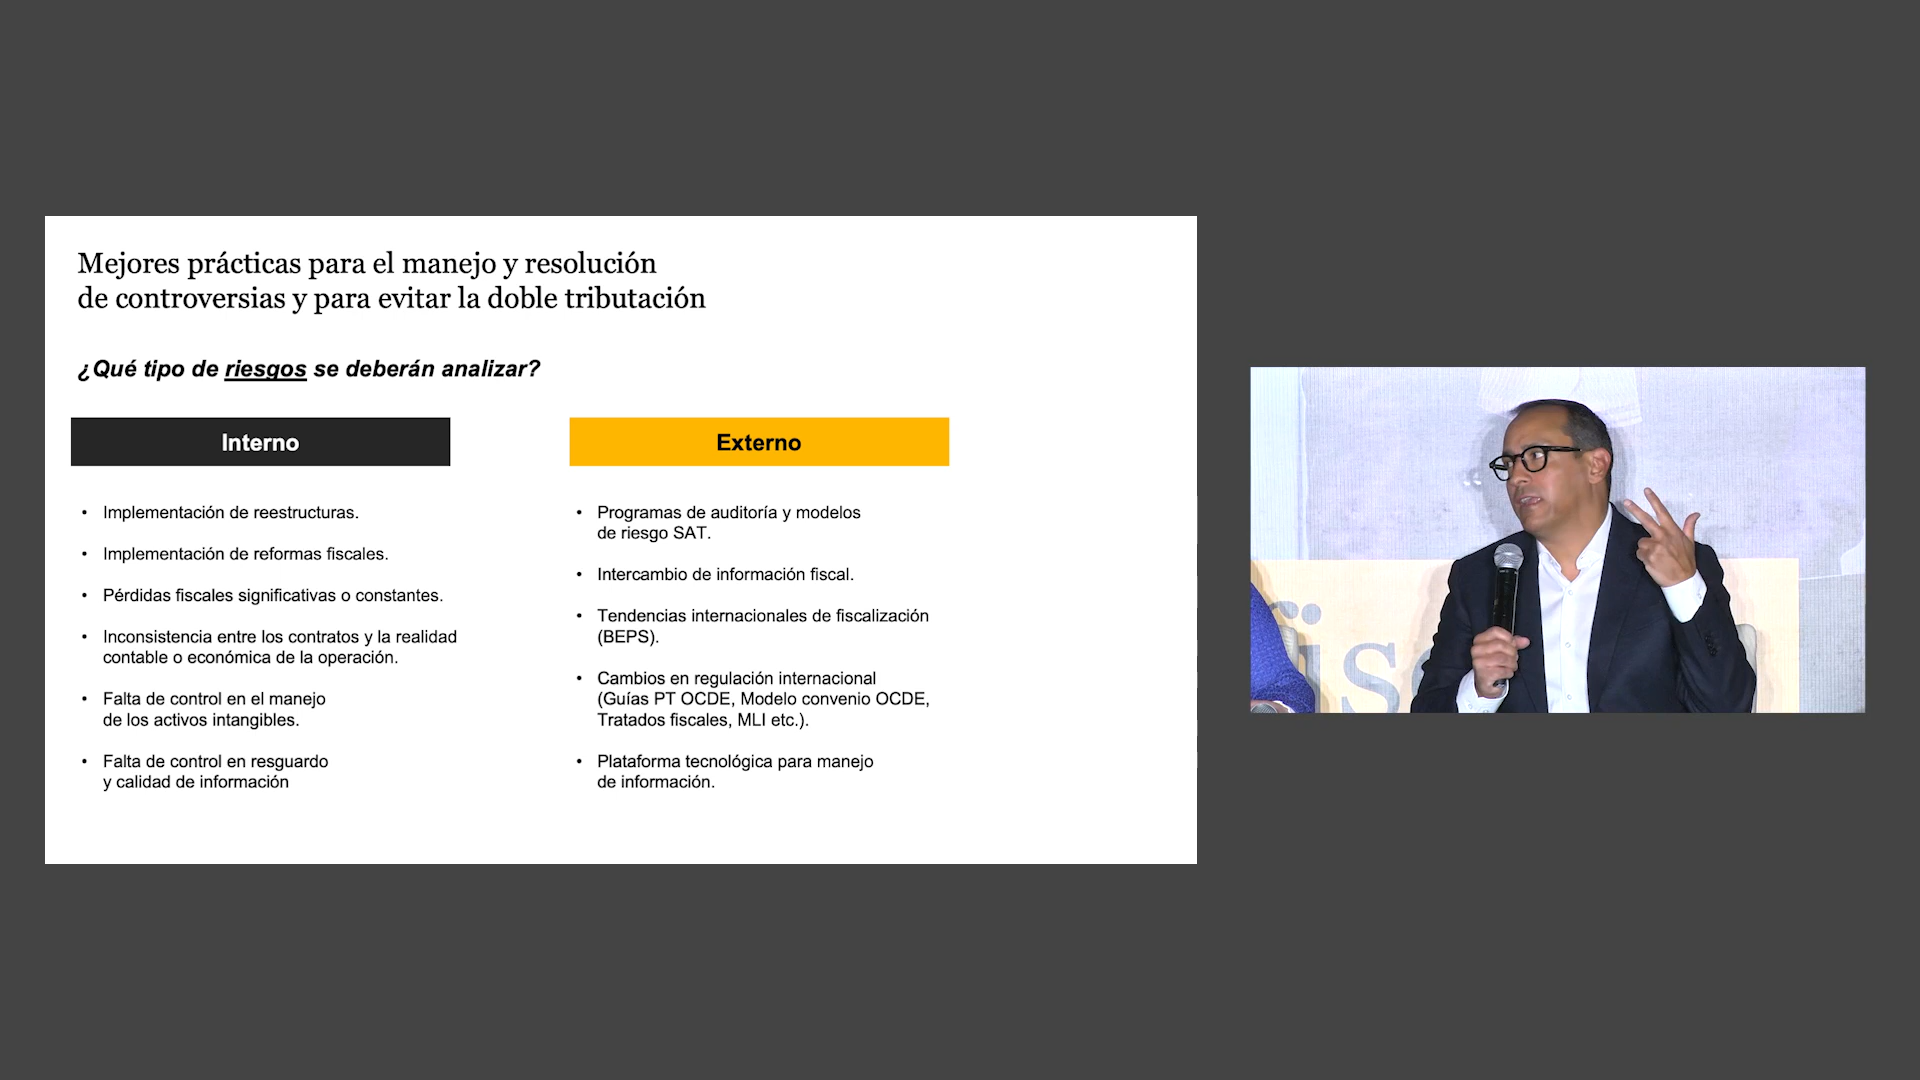 Mejores prácticas para el manejo y resolución
de controversias y para evitar la doble tributación
¿Qué tipo de riesgos se deberán analizar?
Interno
• Implementación de reestructuras.
• Implementación de reformas fiscales.
• Pérdidas fiscales significativas o constantes.
• Inconsistencia entre los contratos y la realidad
contable o económica de la operación.
• Falta de control en el manejo
de los activos intangibles.
• Falta de control en resguardo
y calidad de información
Externo
• Programas de auditoría y modelos
de riesgo SAT.
• Intercambio de información fiscal.
• Tendencias internacionales de fiscalización
(BEPS).
• Cambios en regulación internacional
(Guías PT OCDE, Modelo convenio OCDE,
Tratados fiscales, MLI etc.).
• Plataforma tecnológica para manejo
de información.